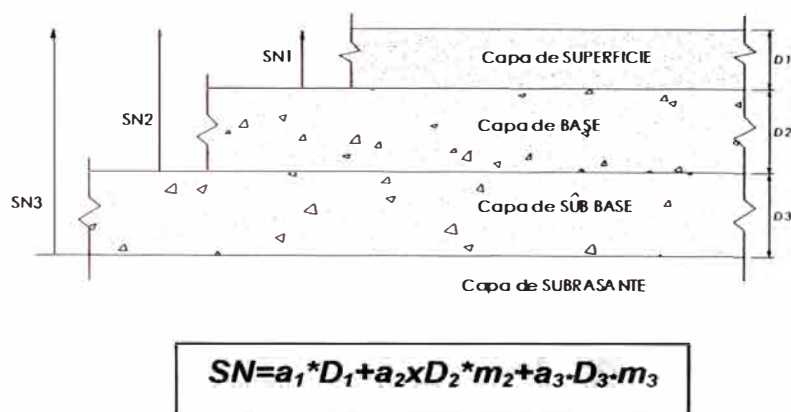 SN1
Capa de SUPERFICIE
D1
SN2
Capa de BASE
D2
SN3
Capa de SUB BASE
D3
Capa de SUBRASANTE
SN=a₁*D₁+a₂xD₂*m₂+a₃·D₃·m₃